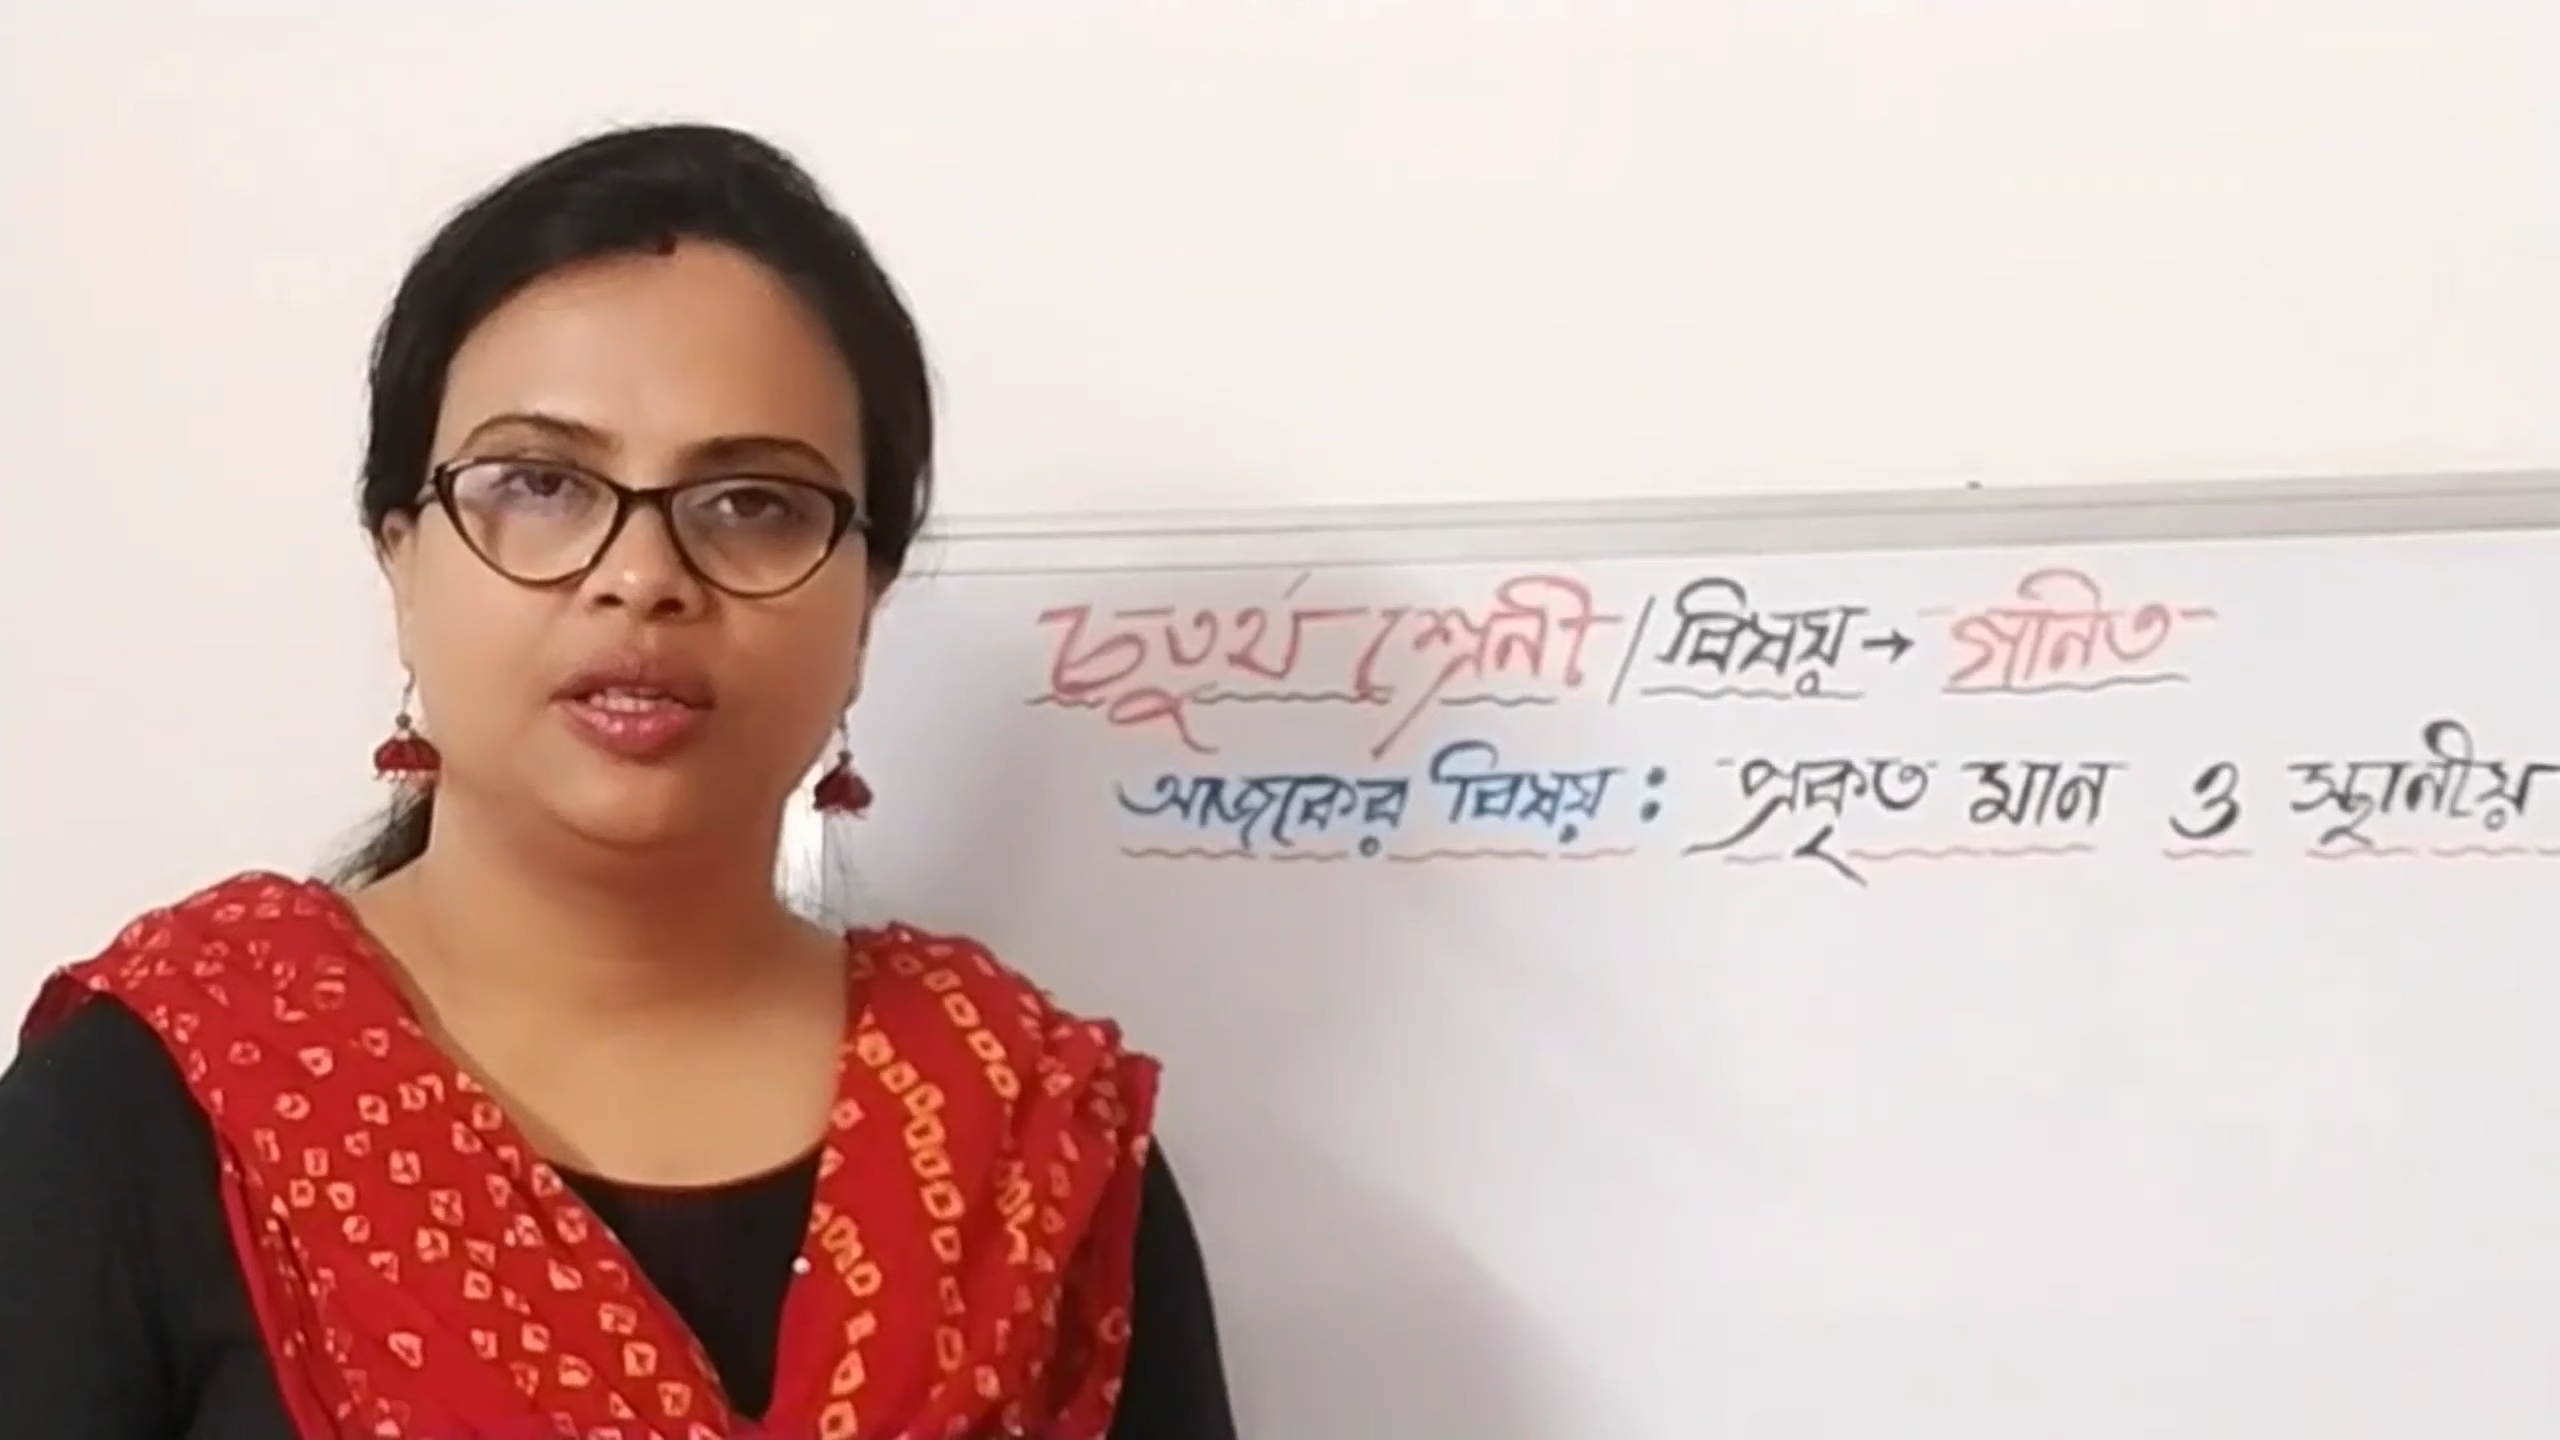 চতুর্থ শ্রেনী / বিষয় → গনিত
আজকের বিষয় : প্রকৃত মান ও স্থানীয়